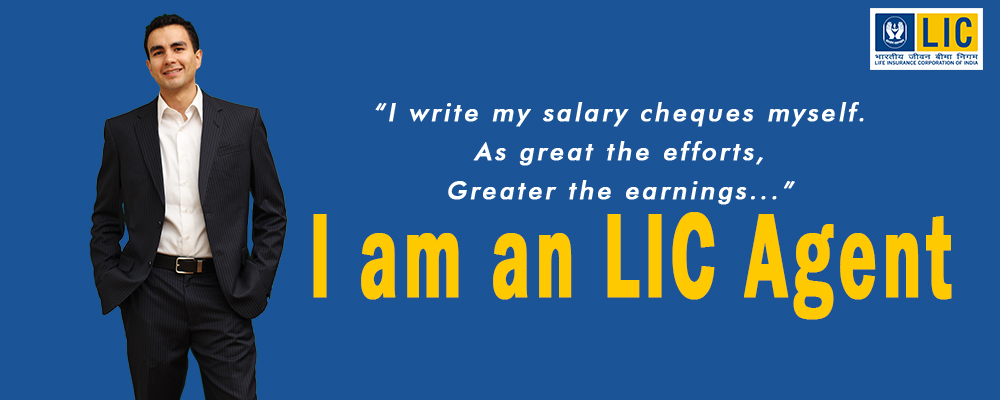 LIC
भारतीय जीवन बीमा निगम
LIFE INSURANCE CORPORATION OF INDIA
“I write my salary cheques myself.
As great the efforts,
Greater the earnings...”
I am an LIC Agent